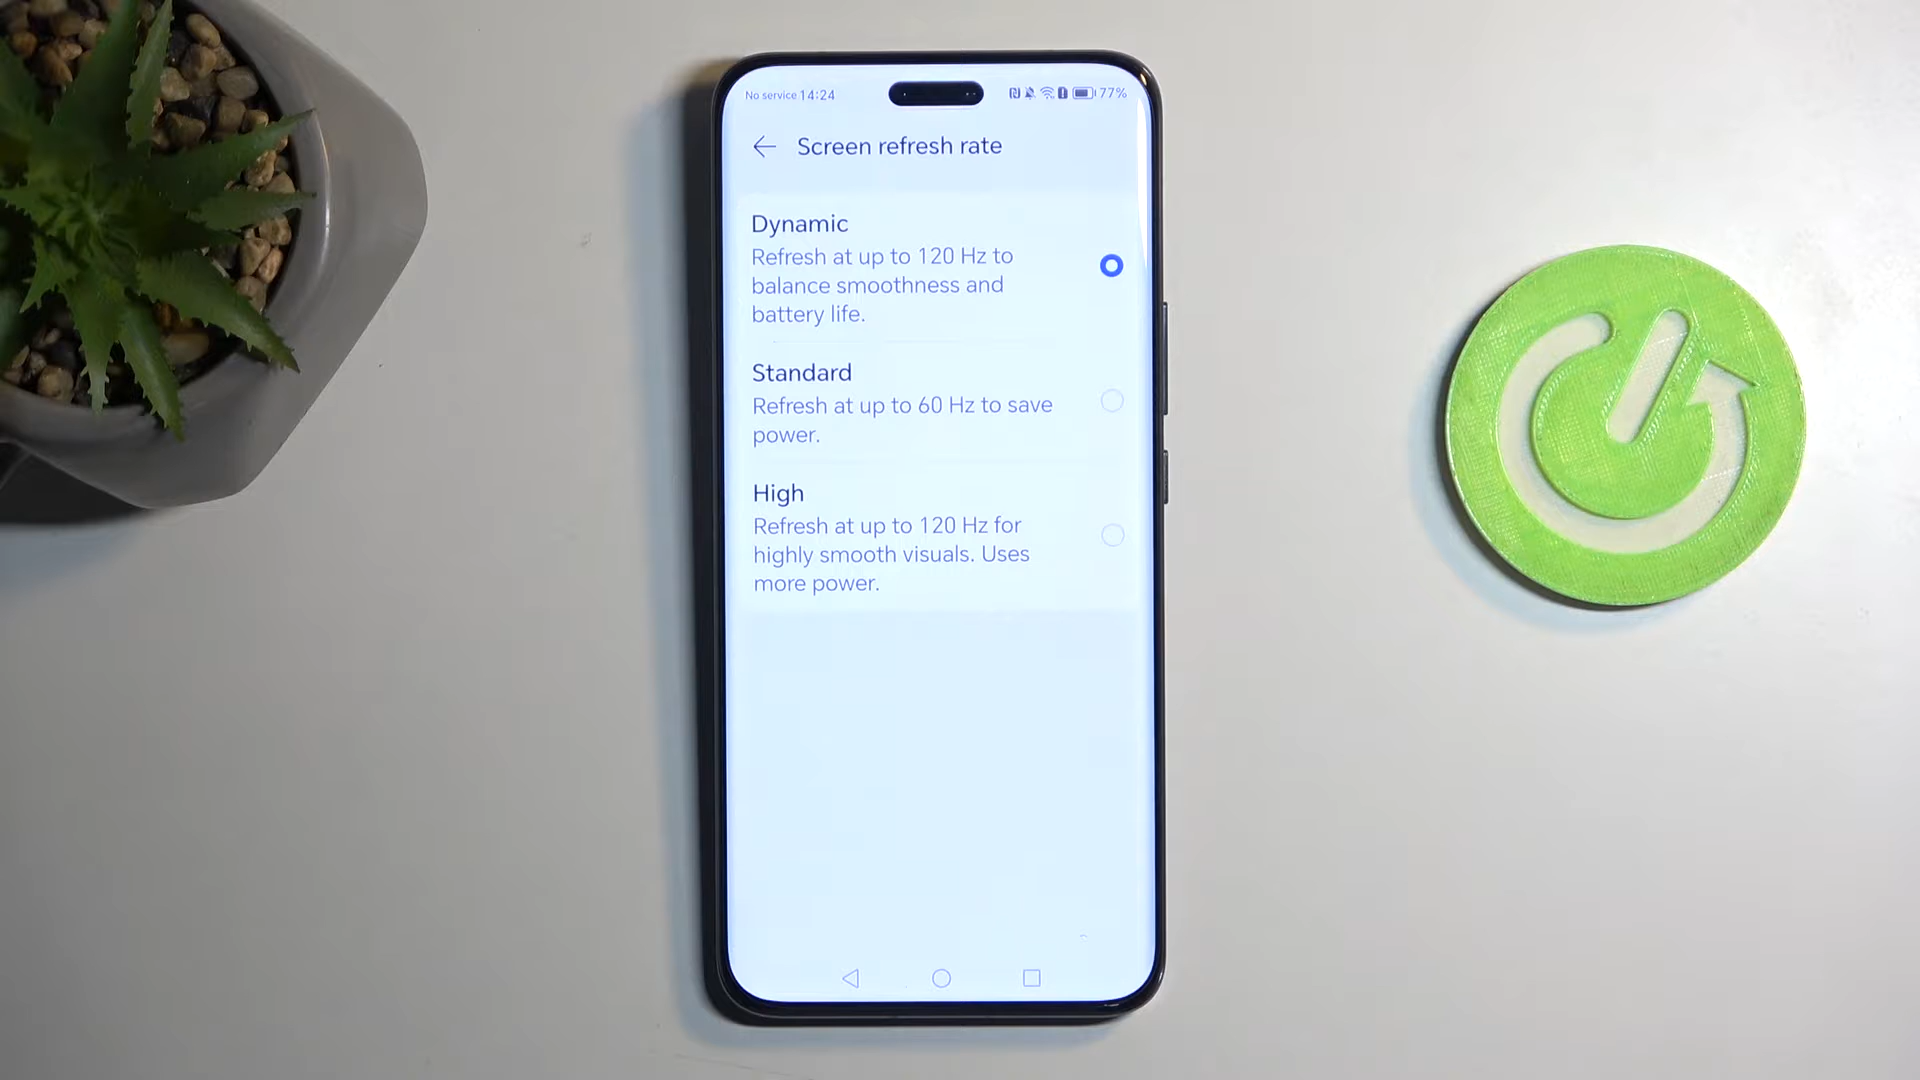 No service 14:24
77%
Screen refresh rate
Dynamic
Refresh at up to 120 Hz to
balance smoothness and
battery life.
Standard
Refresh at up to 60 Hz to save
power.
High
Refresh at up to 120 Hz for
highly smooth visuals. Uses
more power.